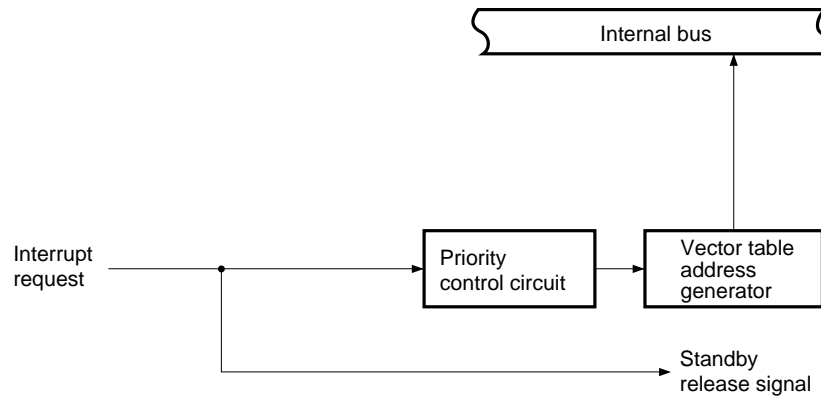 Internal bus
Interrupt
request
Priority
control circuit
Vector table
address
generator
Standby
release signal